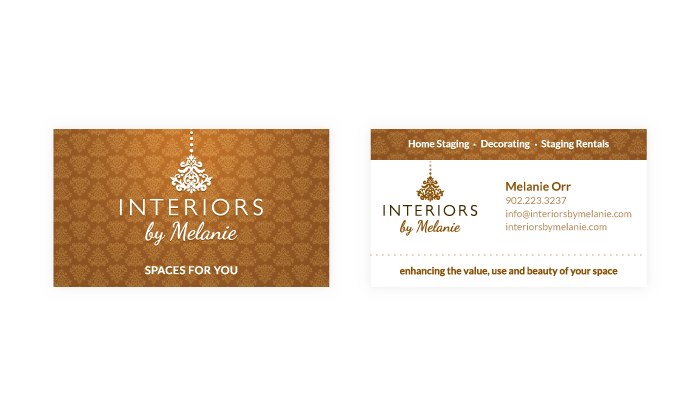 INTERIORS
by Melanie
SPACES FOR YOU
Home Staging · Decorating · Staging Rentals
INTERIORS
by Melanie
Melanie Orr
902.223.3237
info@interiorsbymelanie.com
interiorsbymelanie.com
enhancing the value, use and beauty of your space